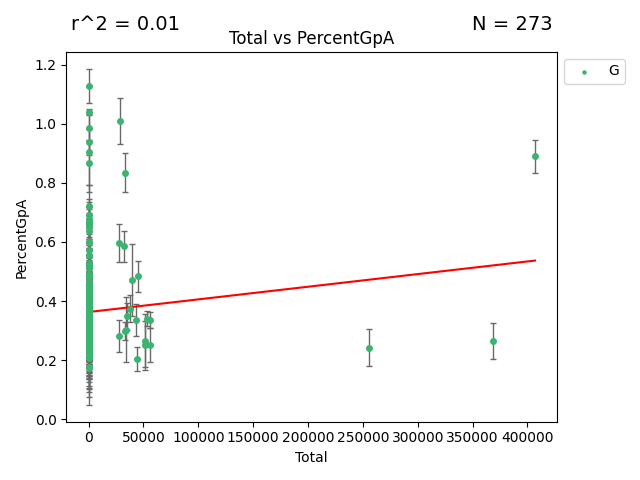 r^2 = 0.01
N = 273
Total vs PercentGpA
G
PercentGpA
1.2
1.0
0.8
0.6
0.4
0.2
0.0
0 50000 100000 150000 200000 250000 300000 350000 400000
Total